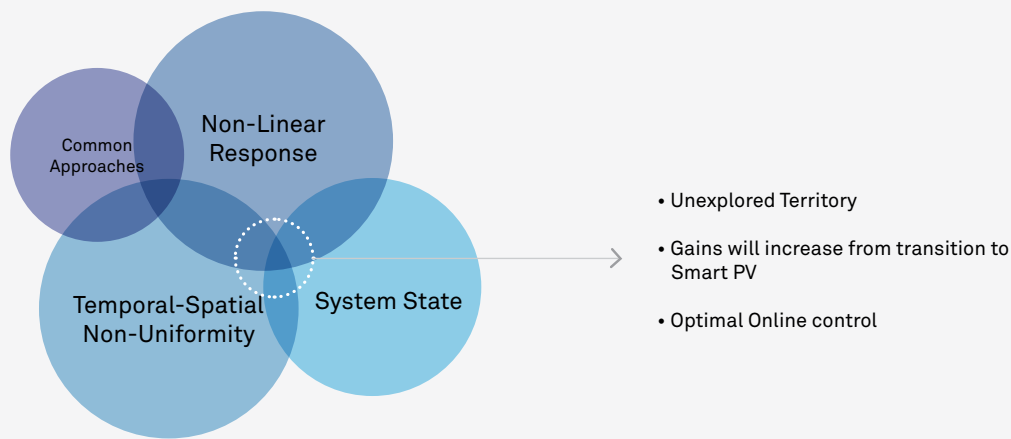 Common
Approaches
Non-Linear
Response
Temporal-Spatial
Non-Uniformity
System State
• Unexplored Territory
• Gains will increase from transition to
Smart PV
• Optimal Online control